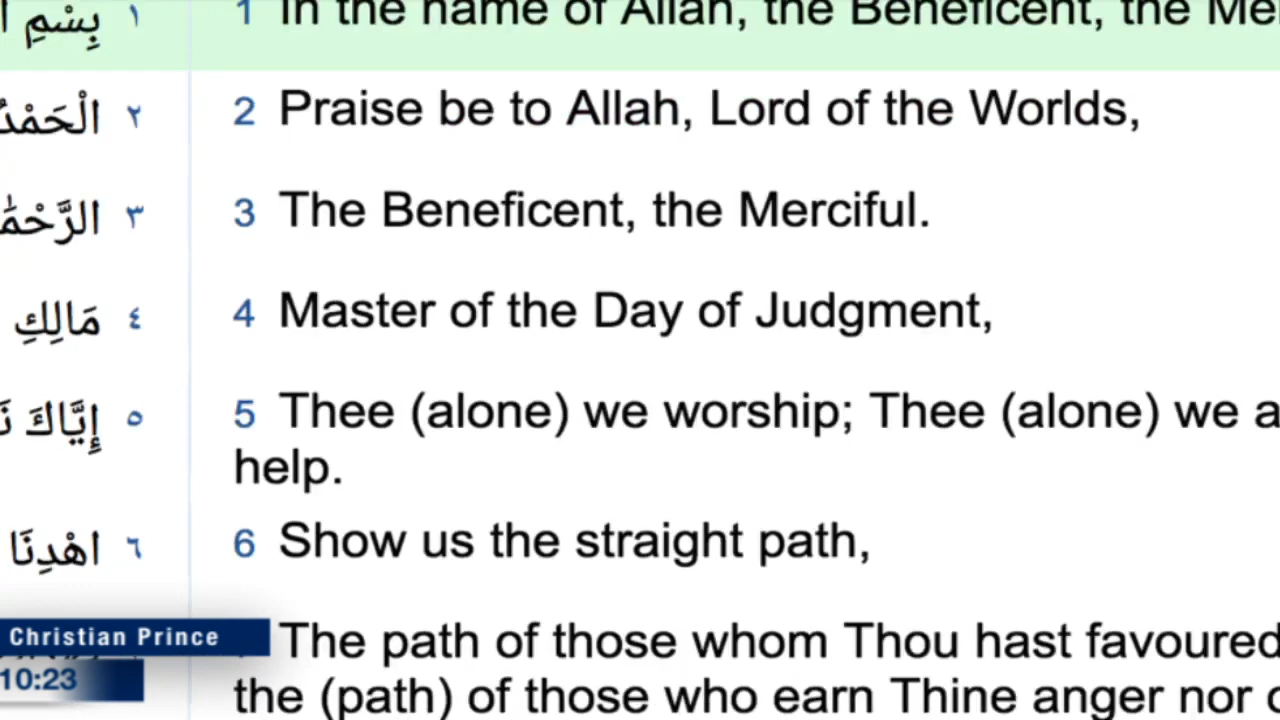 بِسْمِ ١ 1 In the name of Allah, the Beneficent, the
٢ 2 Praise be to Allah, Lord of the Worlds,
٣ 3 The Beneficent, the Merciful.
مَالِكِ ٤ 4 Master of the Day of Judgment,
إِيَّاكَ ٥ 5 Thee (alone) we worship; Thee (alone) we
help.
اهْدِنَا ٦ 6 Show us the straight path,
The path of those whom Thou hast favoured
the (path) of those who earn Thine anger nor
Christian Prince
10:23